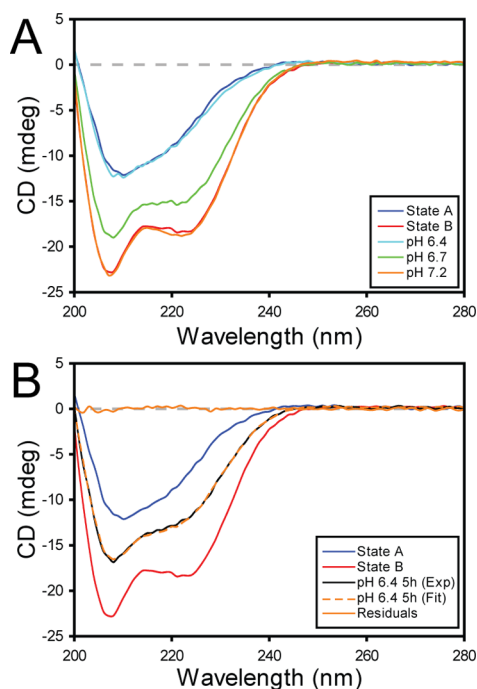 A
5
0
-5
-10
-15
-20
-25
CD (mdeg)
State A
State B
pH 6.4
pH 6.7
pH 7.2
200 220 240 260 280
Wavelength (nm)
B
5
0
-5
-10
-15
-20
-25
CD (mdeg)
State A
State B
pH 6.4 5h (Exp)
pH 6.4 5h (Fit)
Residuals
200 220 240 260 280
Wavelength (nm)